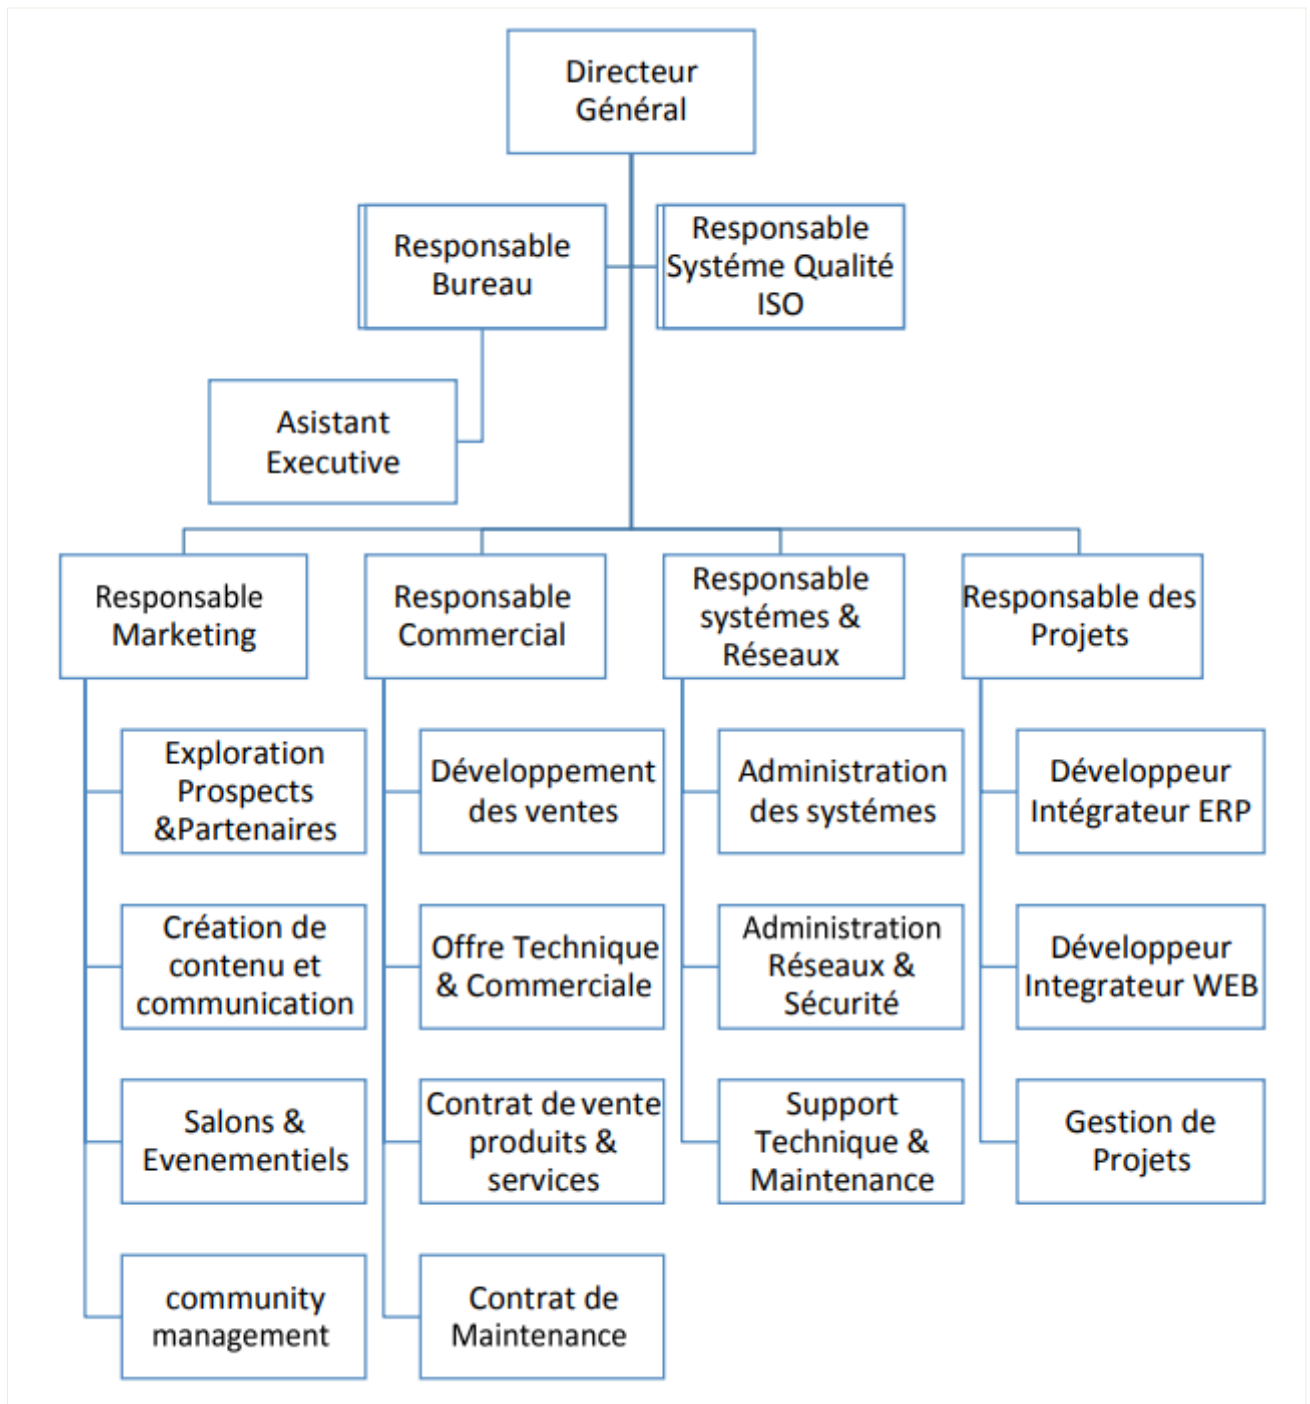 Directeur
Général
Responsable
Bureau
Responsable
Systéme Qualité
ISO
Asistant
Executive
Responsable
Marketing
Responsable
Commercial
Responsable
systémes &
Réseaux
Responsable des
Projets
Exploration
Prospects
&Partenaires
Développement
des ventes
Administration
des systémes
Développeur
Intégrateur ERP
Création de
contenu et
communication
Offre Technique
& Commerciale
Administration
Réseaux &
Sécurité
Développeur
Integrateur WEB
Salons &
Evenementiels
Contrat de vente
produits &
services
Support
Technique &
Maintenance
Gestion de
Projets
community
management
Contrat de
Maintenance